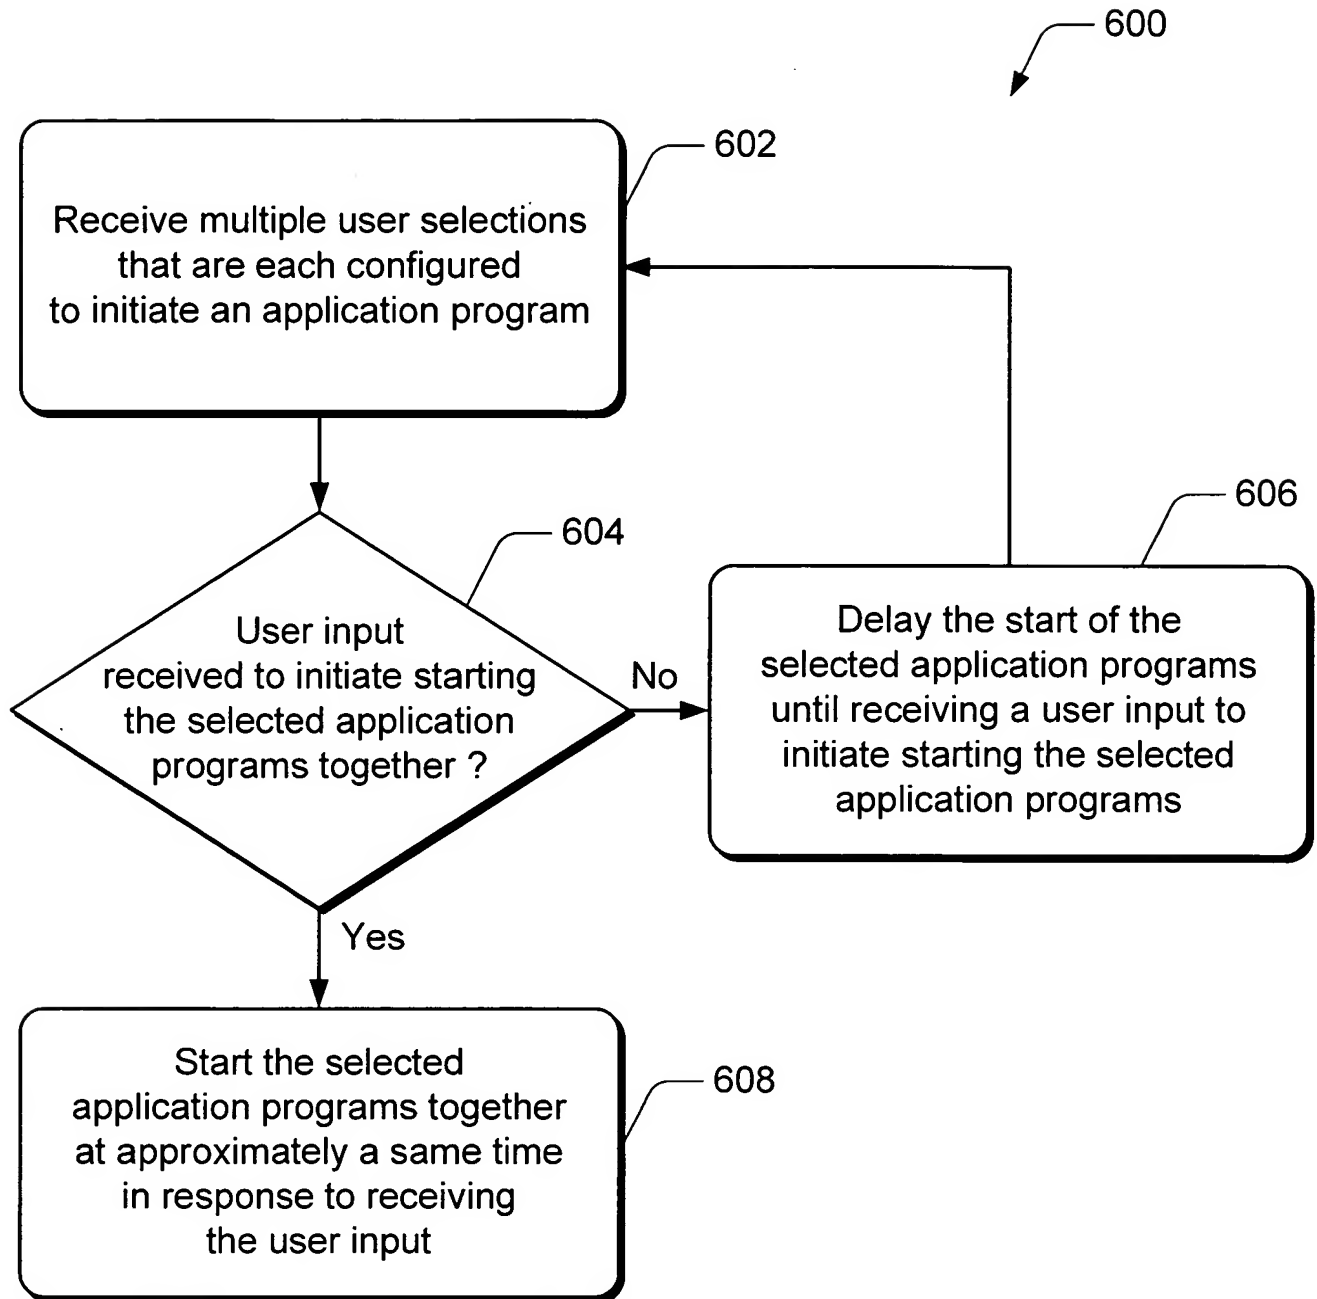 600
602
Receive multiple user selections
that are each configured
to initiate an application program
604
User input
received to initiate starting
the selected application
programs together ?
No
606
Delay the start of the
selected application programs
until receiving a user input to
initiate starting the selected
application programs
Yes
608
Start the selected
application programs together
at approximately a same time
in response to receiving
the user input